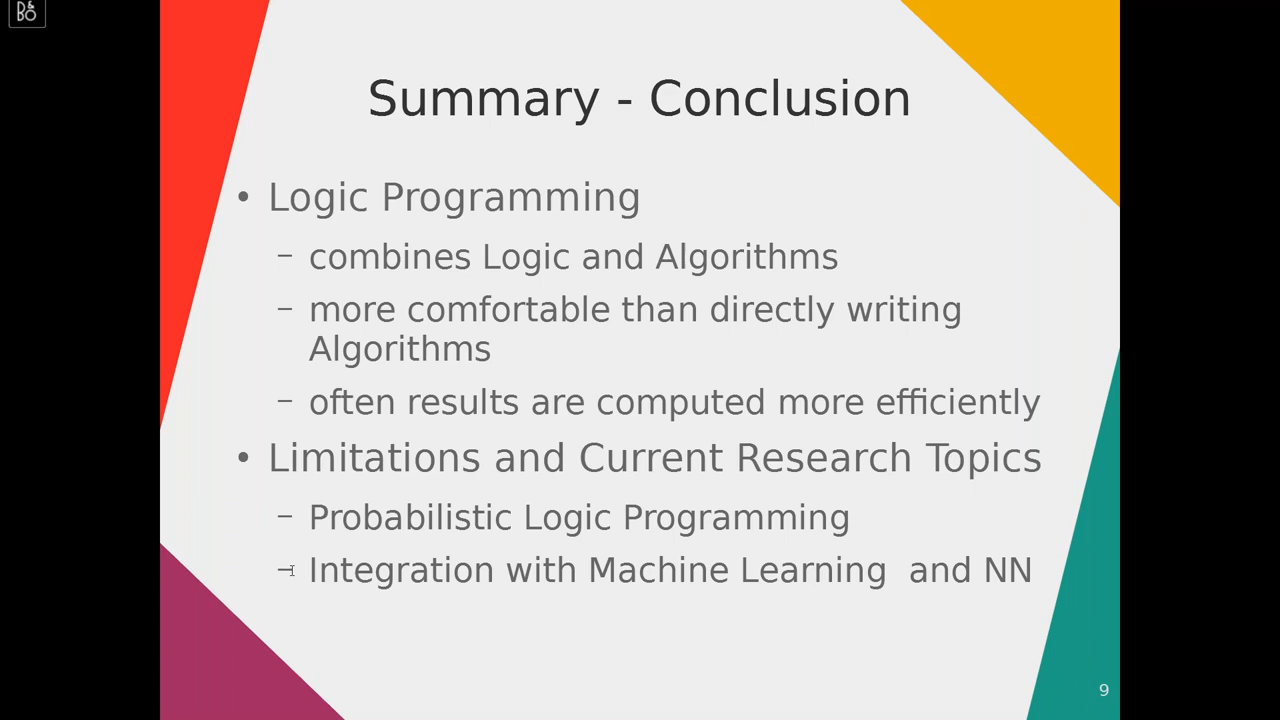 B&O
Summary - Conclusion
• Logic Programming
– combines Logic and Algorithms
– more comfortable than directly writing
Algorithms
– often results are computed more efficiently
• Limitations and Current Research Topics
– Probabilistic Logic Programming
– Integration with Machine Learning  and NN
9